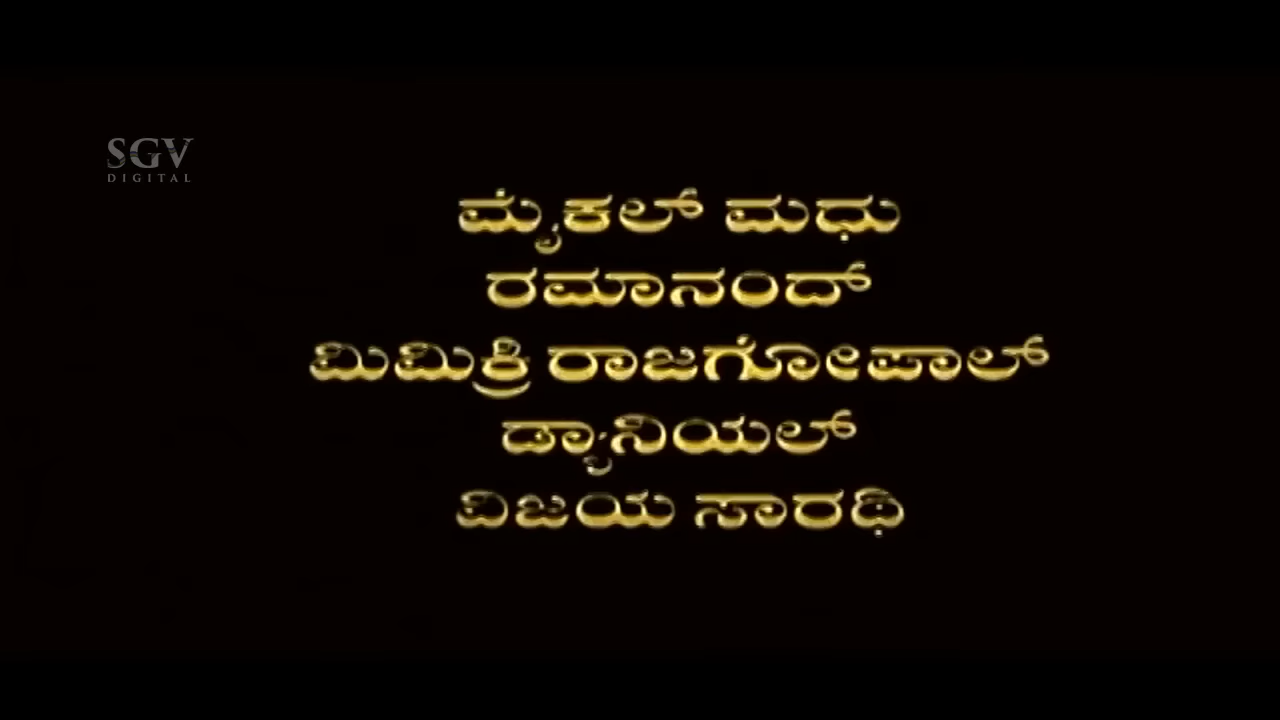 SGV
DIGITAL
ಮೈಕಲ್ ಮಧು
ರಮಾನಂದ್
ಮಿಮಿಕ್ರಿ ರಾಜಗೋಪಾಲ್
ಡ್ಯಾನಿಯಲ್
ವಿಜಯ ಸಾರಥಿ